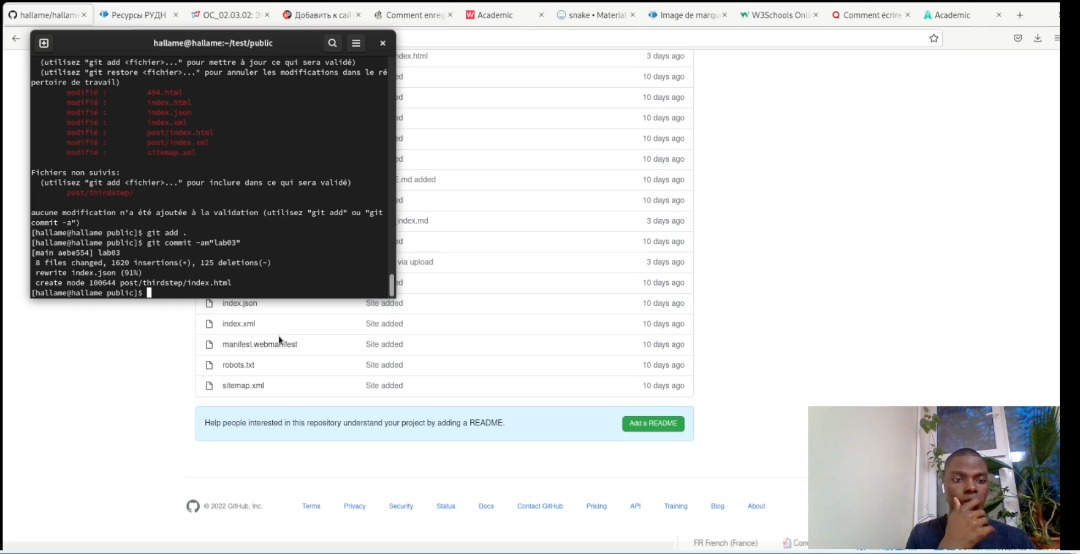 hallame/hallame
Ресурсы РУДН
ОС_02.03.02: D
Добавить к сай
Comment enreg
Academic
snake • Material
Image de marqu
W3Schools Onli
Comment écrire
Academic
hallame@hallame:~/test/public
(utilisez "git add <fichier>..." pour mettre à jour ce qui sera validé)
(utilisez "git restore <fichier>..." pour annuler les modifications dans le ré
pertoire de travail)
modifié : 404.html
modifié : index.html
modifié : index.json
modifié : index.xml
modifié : post/index.html
modifié : post/index.xml
modifié : sitemap.xml
Fichiers non suivis:
(utilisez "git add <fichier>..." pour inclure dans ce qui sera validé)
post/thirdstep/
aucune modification n'a été ajoutée à la validation (utilisez "git add" ou "git
commit -a")
[hallame@hallame public]$ git add .
[hallame@hallame public]$ git commit -am"lab03"
[main aebe554] lab03
8 files changed, 1620 insertions(+), 125 deletions(-)
rewrite index.json (91%)
create mode 100644 post/thirdstep/index.html
[hallame@hallame public]$
ndex.html 3 days ago
ed 10 days ago
ed 10 days ago
ed 10 days ago
ed 10 days ago
ed 10 days ago
E.md added 10 days ago
ed 10 days ago
index.md 3 days ago
ed 10 days ago
via upload 3 days ago
ed 10 days ago
index.json Site added 10 days ago
index.xml Site added 10 days ago
manifest.webmanifest Site added 10 days ago
robots.txt Site added 10 days ago
sitemap.xml Site added 10 days ago
Help people interested in this repository understand your project by adding a README.
Add a README
© 2022 GitHub, Inc.
Terms
Privacy
Security
Status
Docs
Contact GitHub
Pricing
API
Training
Blog
About
FR French (France)